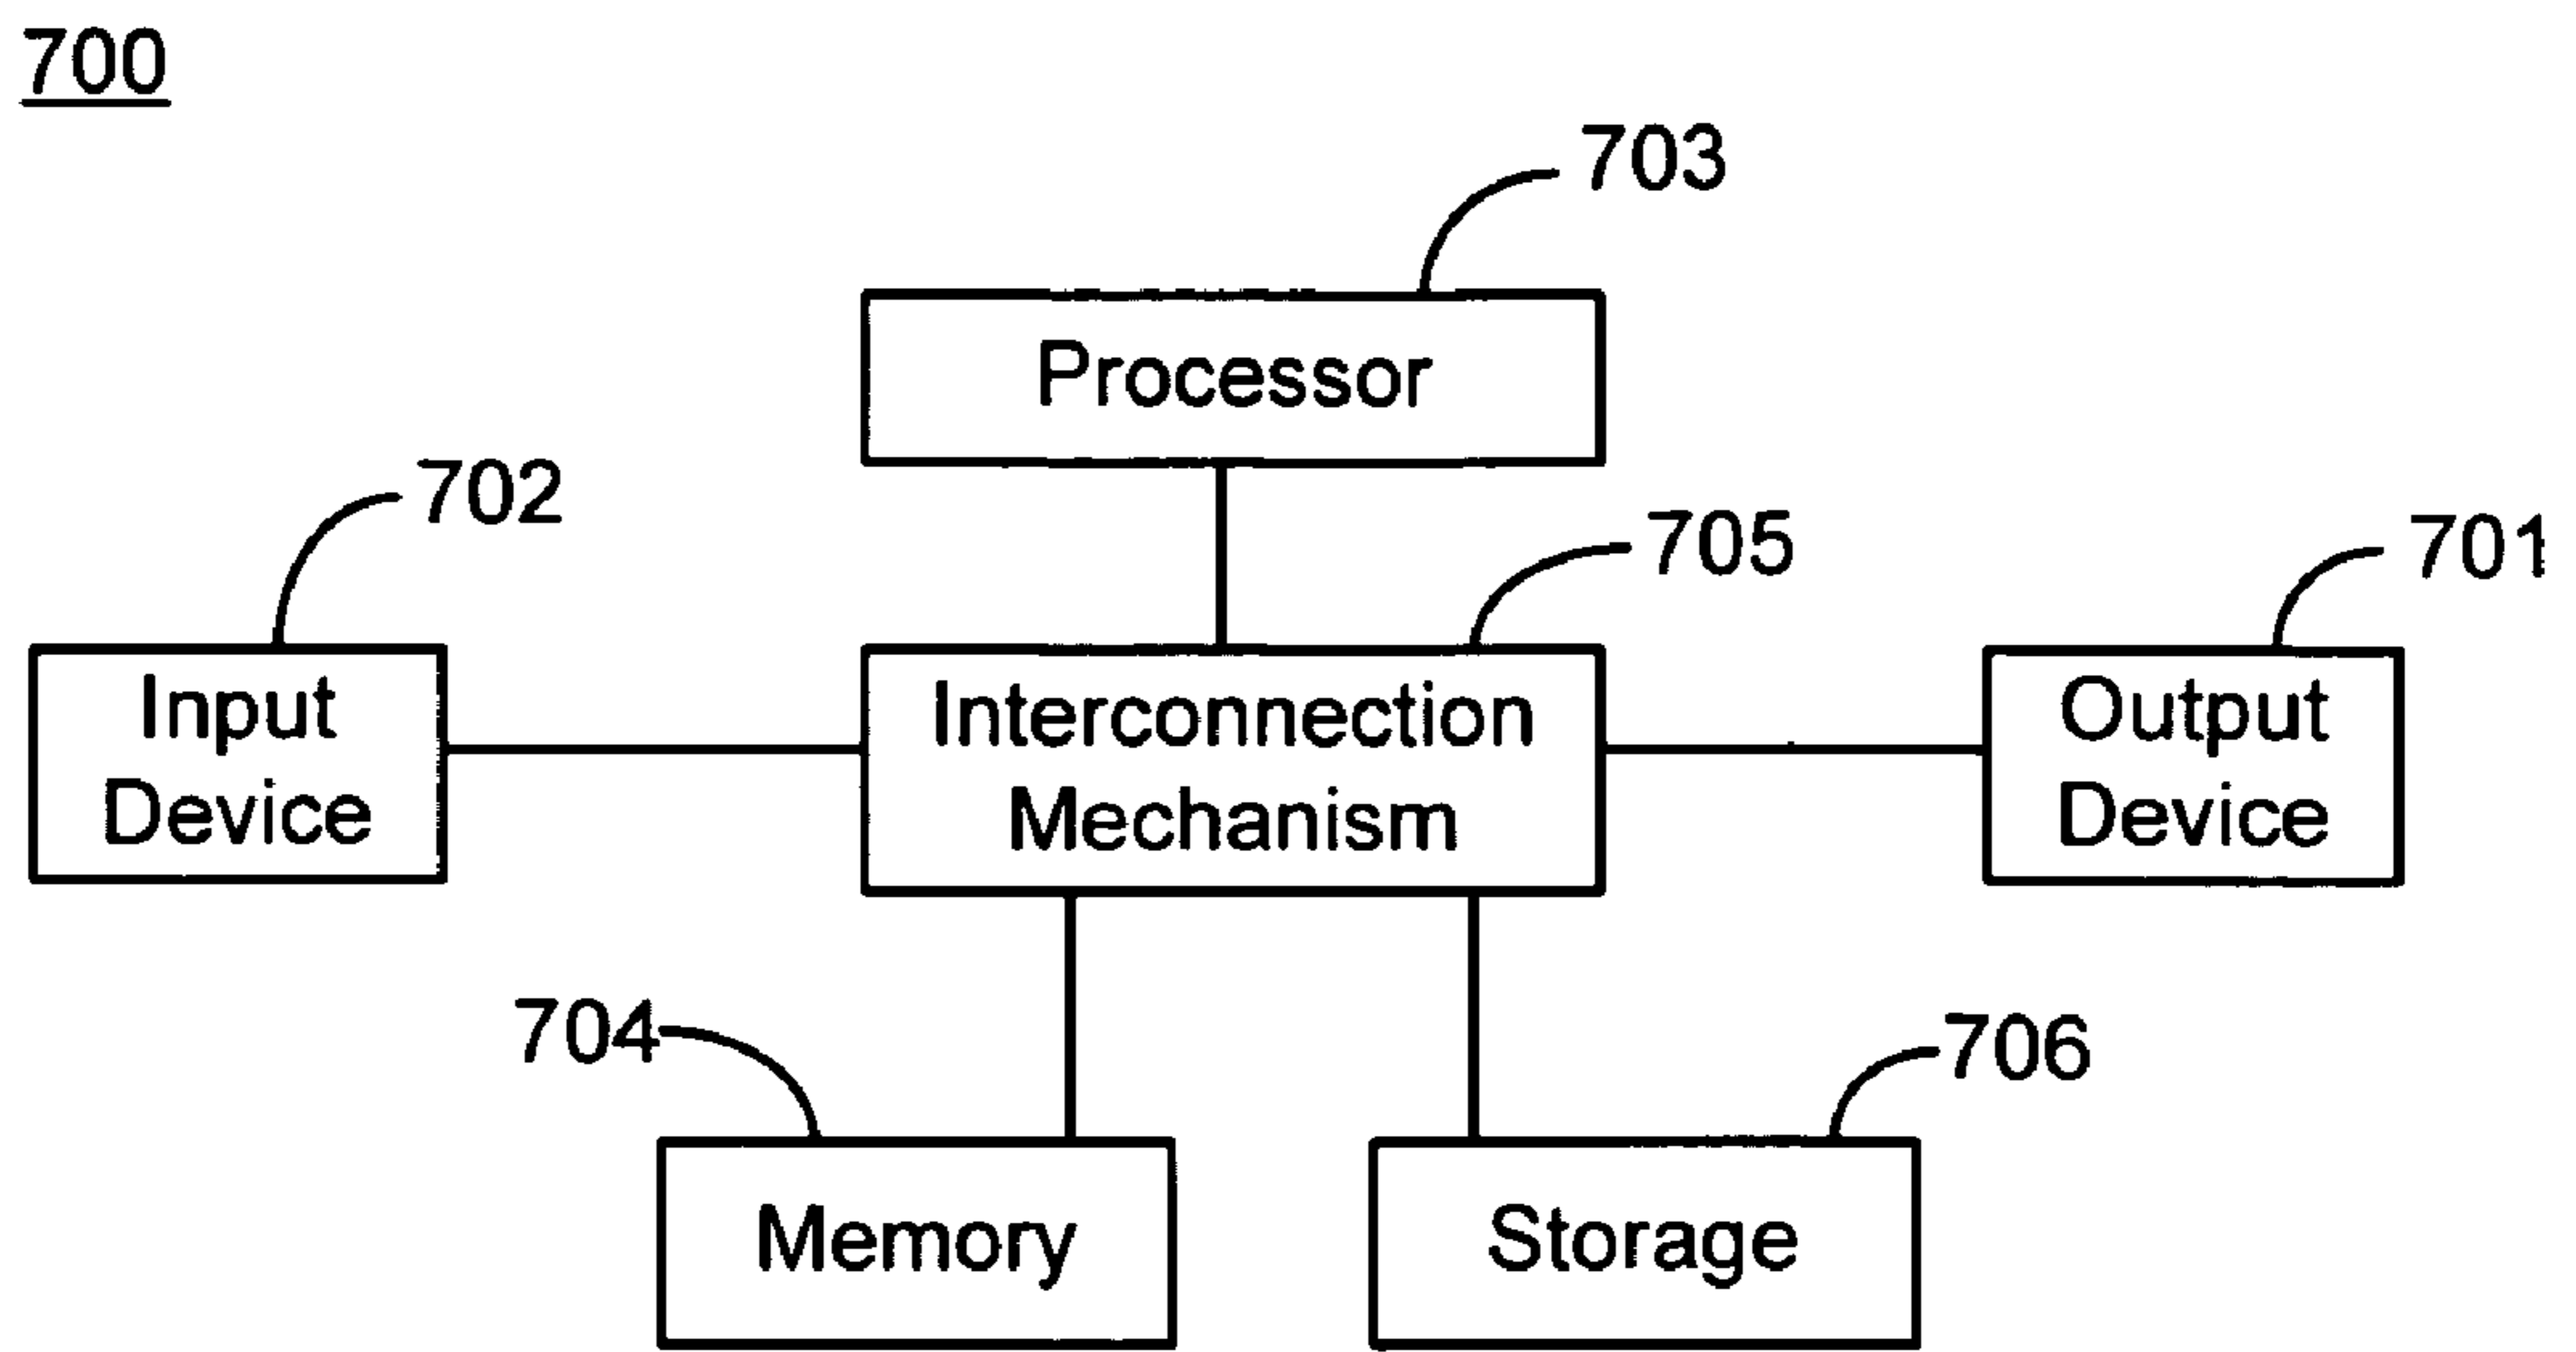 700
703
Processor
702
705
701
Input
Device
Interconnection
Mechanism
Output
Device
704
706
Memory
Storage